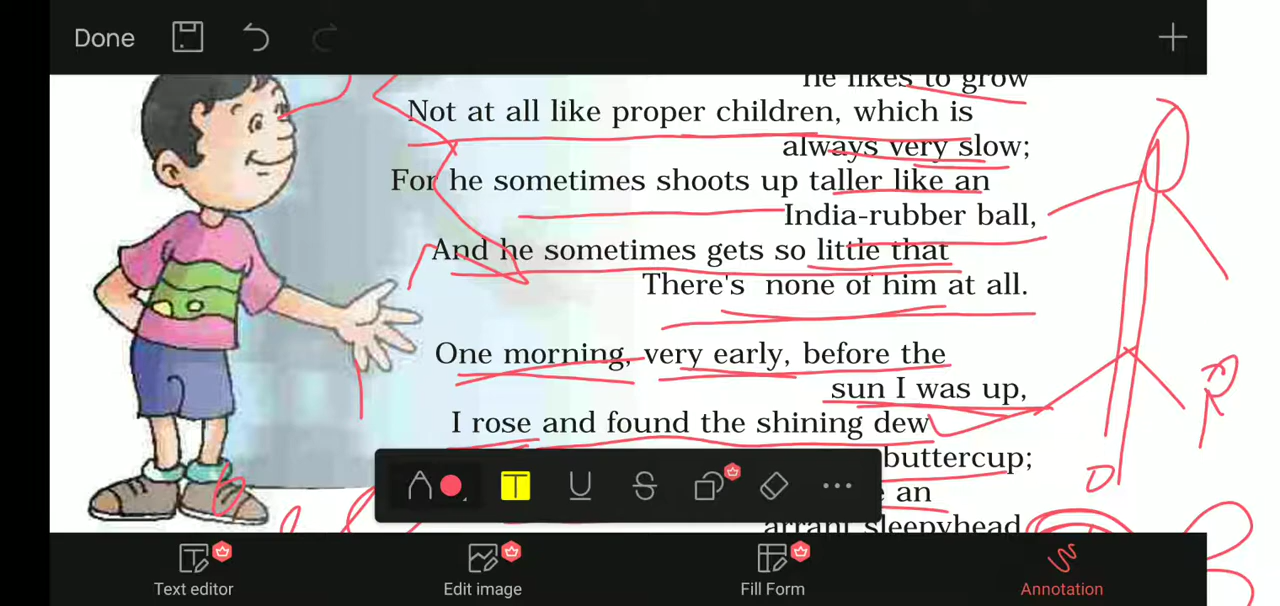 Done
he likes to grow
Not at all like proper children, which is
always very slow;
For he sometimes shoots up taller like an
India-rubber ball,
And he sometimes gets so little that
There's none of him at all.
One morning, very early, before the
sun I was up,
I rose and found the shining dew
buttercup;
an
arrant sleepyhead
T
U
S
Text editor
Edit image
Fill Form
Annotation